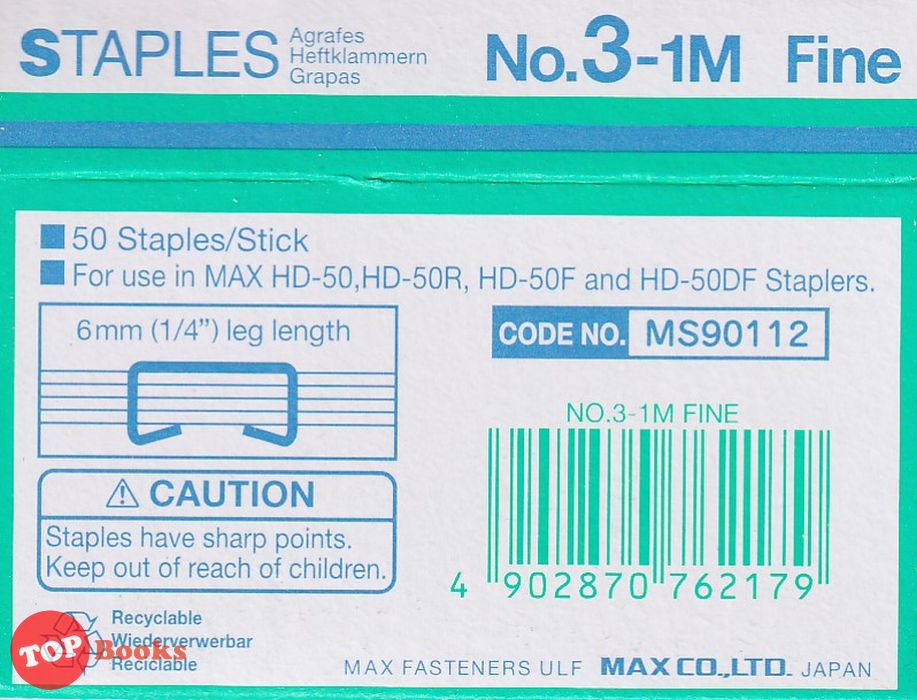 STAPLES
Agrafes
Heftklammern
Grapas
No.3-1M Fine
50 Staples/Stick
For use in MAX HD-50,HD-50R, HD-50F and HD-50DF Staplers.
6mm (1/4”) leg length
CODE NO. MS90112
NO.3-1M FINE
4 902870 762179
⚠ CAUTION
Staples have sharp points.
Keep out of reach of children.
Recyclable
Wiederverwerbar
Reciclable
TOP Books
MAX FASTENERS ULF MAX CO.,LTD. JAPAN